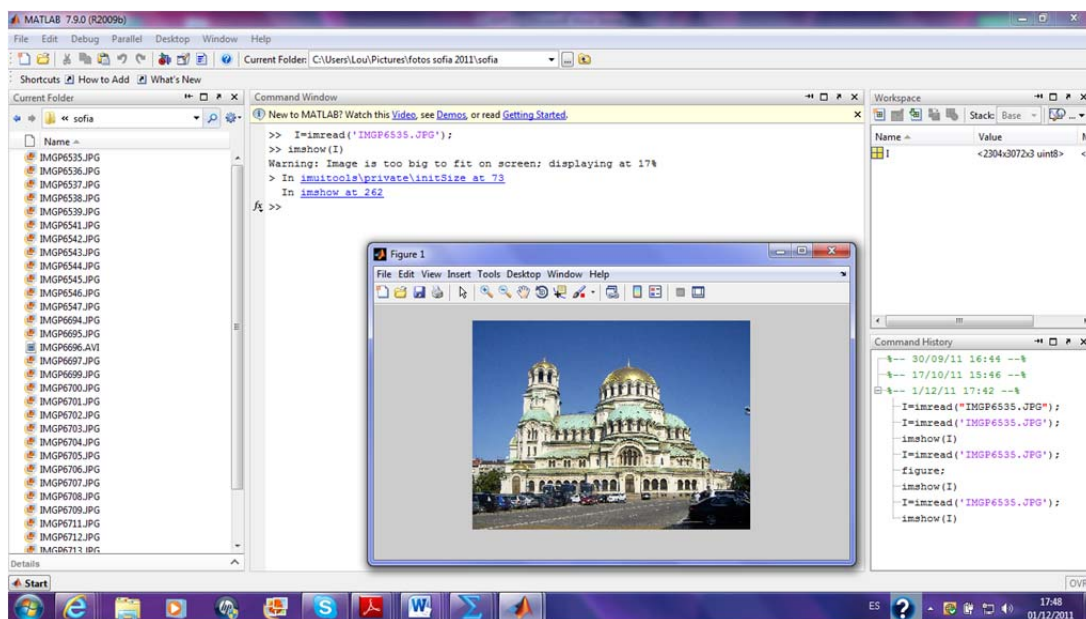 MATLAB 7.9.0 (R2009b)
File Edit Debug Parallel Desktop Window Help
Current Folder: C:\Users\Lou\Pictures\fotos sofia 2011\sofia
Shortcuts How to Add What's New
Current Folder
« sofia
Name
IMGP6535.JPG
IMGP6536.JPG
IMGP6537.JPG
IMGP6538.JPG
IMGP6539.JPG
IMGP6541.JPG
IMGP6542.JPG
IMGP6543.JPG
IMGP6544.JPG
IMGP6545.JPG
IMGP6546.JPG
IMGP6547.JPG
IMGP6694.JPG
IMGP6695.JPG
IMGP6696.AVI
IMGP6697.JPG
IMGP6699.JPG
IMGP6700.JPG
IMGP6701.JPG
IMGP6702.JPG
IMGP6703.JPG
IMGP6704.JPG
IMGP6705.JPG
IMGP6706.JPG
IMGP6707.JPG
IMGP6708.JPG
IMGP6709.JPG
IMGP6711.JPG
IMGP6712.JPG
IMGP6713.JPG
Details
Start
Command Window
New to MATLAB? Watch this Video, see Demos, or read Getting Started.
>> I=imread('IMGP6535.JPG');
>> imshow(I)
Warning: Image is too big to fit on screen; displaying at 17%
> In imuitools\private\initSize at 73
In imshow at 262
fx >>
Figure 1
File Edit View Insert Tools Desktop Window Help
Workspace
Stack: Base
Name Value
I <2304x3072x3 uint8>
Command History
%-- 30/09/11 16:44 --%
%-- 17/10/11 15:46 --%
%-- 1/12/11 17:42 --%
I=imread("IMGP6535.JPG");
I=imread('IMGP6535.JPG');
imshow(I)
I=imread('IMGP6535.JPG');
figure;
imshow(I)
I=imread('IMGP6535.JPG');
imshow(I)
OVR
ES
17:48
01/12/2011